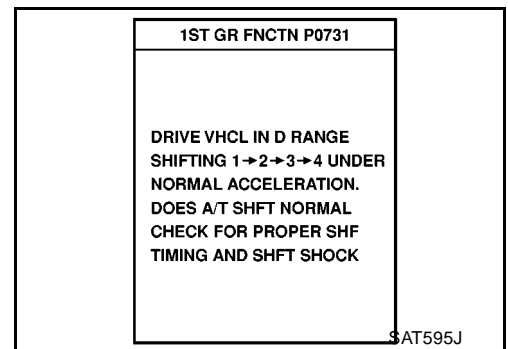 1ST GR FNCTN P0731
DRIVE VHCL IN D RANGE
SHIFTING 1➔2➔3➔4 UNDER
NORMAL ACCELERATION.
DOES A/T SHFT NORMAL
CHECK FOR PROPER SHF
TIMING AND SHFT SHOCK
SAT595J